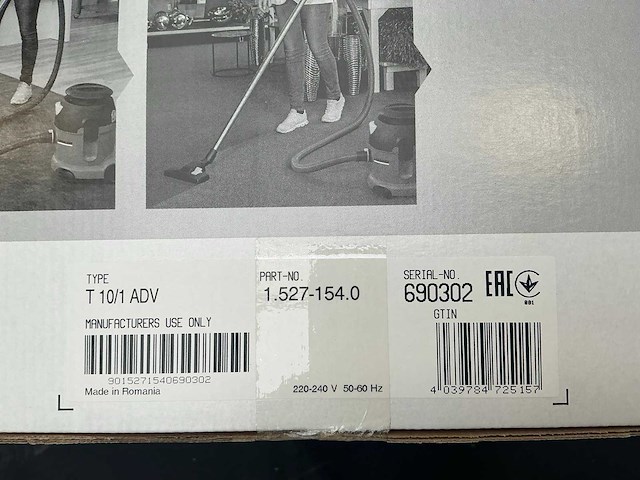 TYPE
T 10/1 ADV
PART-NO.
1.527-154.0
SERIAL-NO.
690302
EAC
GTIN
MANUFACTURERS USE ONLY
9015271540690302
4 039784 725157
Made in Romania
220-240 V 50-60 Hz